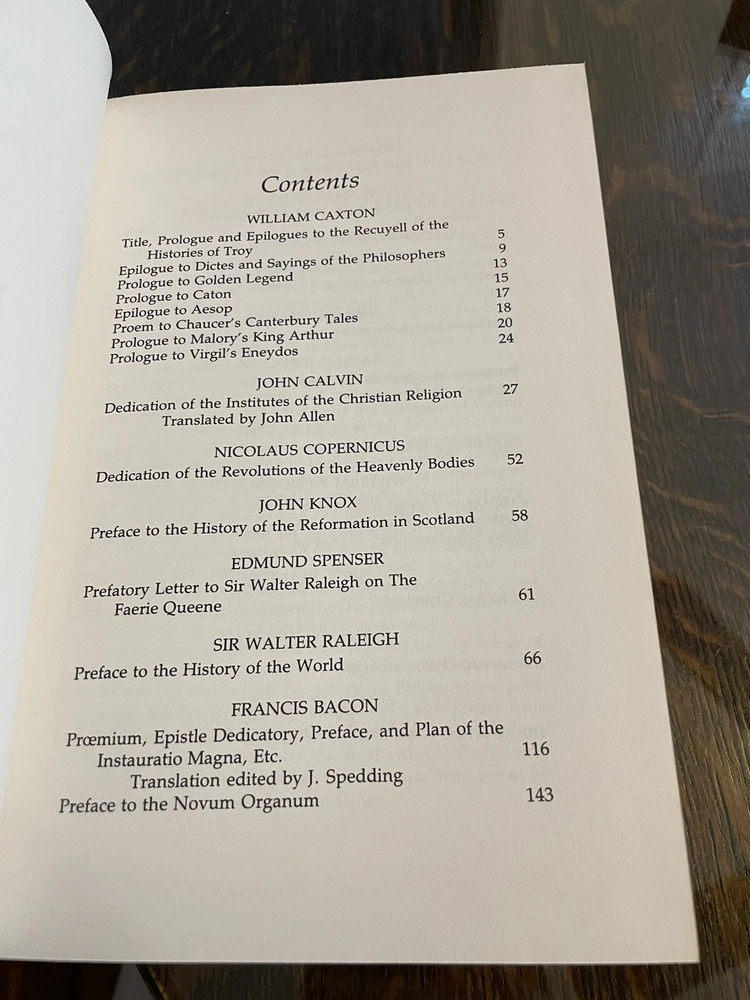 Contents
WILLIAM CAXTON
Title, Prologue and Epilogues to the Recuyell of the
Histories of Troy 5
Epilogue to Dictes and Sayings of the Philosophers 9
Prologue to Golden Legend 13
Prologue to Caton 15
Epilogue to Aesop 17
Proem to Chaucer's Canterbury Tales 18
Prologue to Malory's King Arthur 20
Prologue to Virgil's Eneydos 24
JOHN CALVIN
Dedication of the Institutes of the Christian Religion 27
Translated by John Allen
NICOLAUS COPERNICUS
Dedication of the Revolutions of the Heavenly Bodies 52
JOHN KNOX
Preface to the History of the Reformation in Scotland 58
EDMUND SPENSER
Prefatory Letter to Sir Walter Raleigh on The
Faerie Queene 61
SIR WALTER RALEIGH
Preface to the History of the World 66
FRANCIS BACON
Prœmium, Epistle Dedicatory, Preface, and Plan of the
Instauratio Magna, Etc. 116
Translation edited by J. Spedding
Preface to the Novum Organum 143